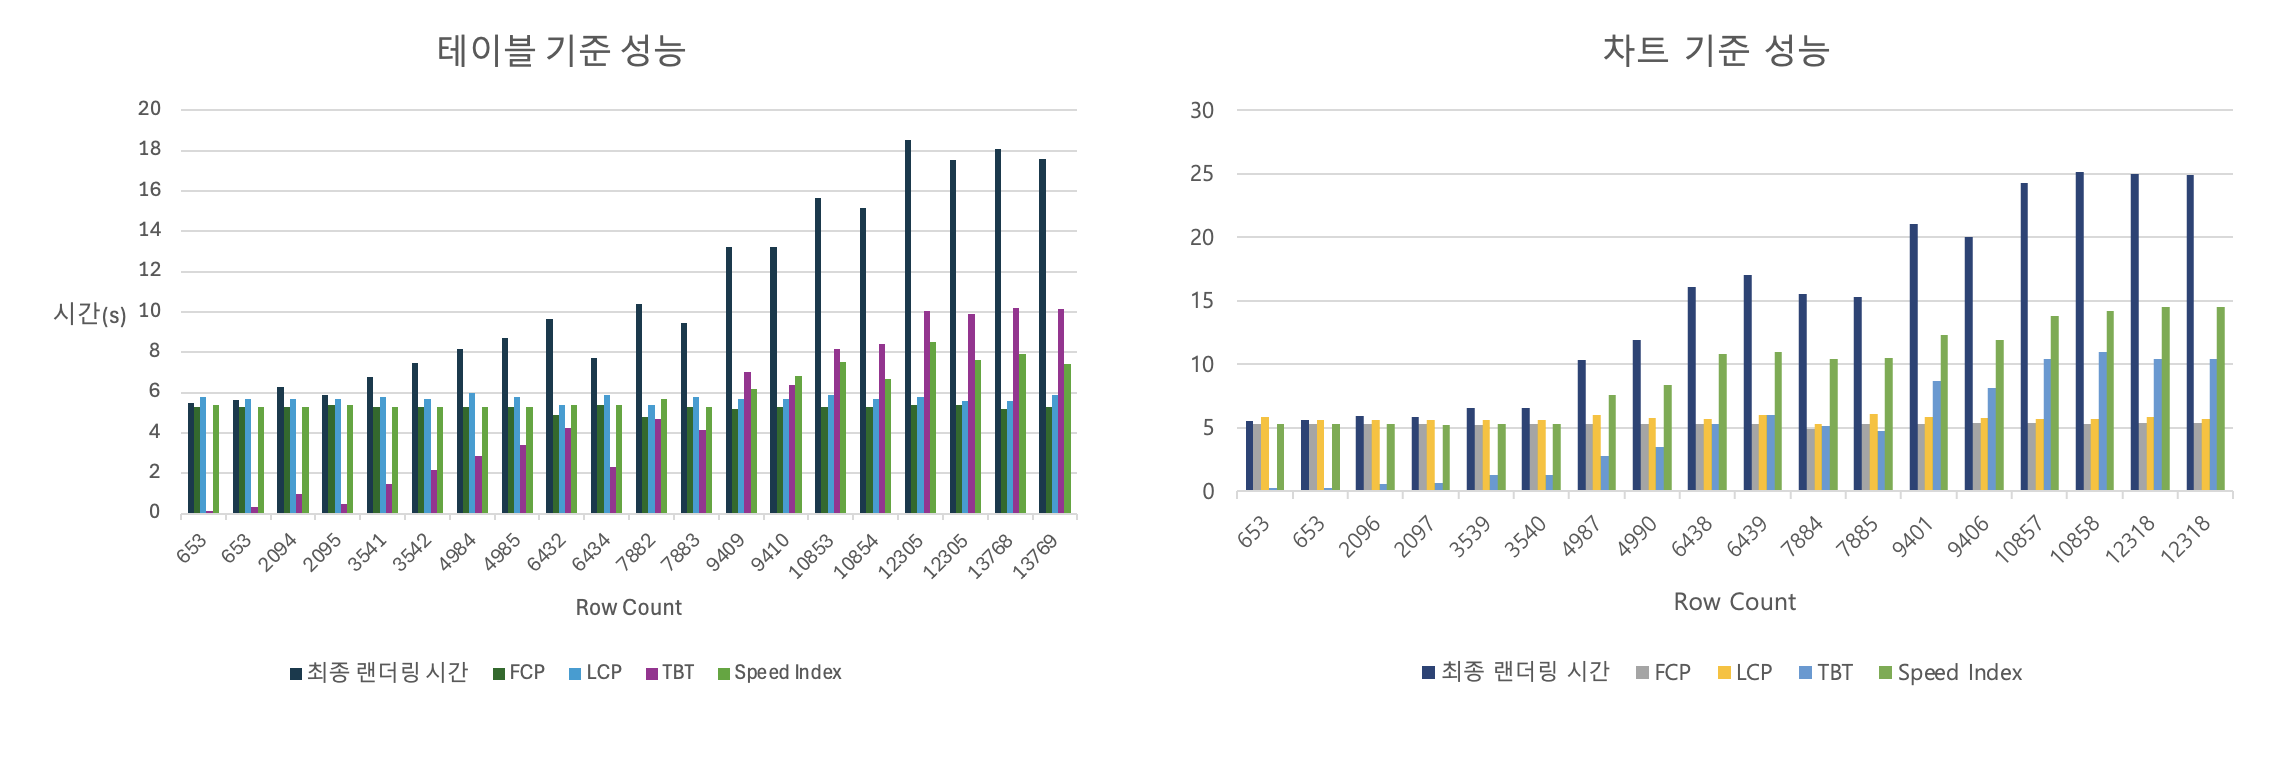 테이블 기준 성능
20
18
16
14
12
시간(s) 10
8
6
4
2
0
653 653 2094 2095 3541 3542 4984 4985 6432 6434 7882 7883 9409 9410 10853 10854 12305 12305 13768 13769
Row Count
최종 랜더링 시간 FCP LCP TBT Speed Index
차트 기준 성능
30
25
20
15
10
5
0
653 653 2096 2097 3539 3540 4987 4990 6438 6439 7884 7885 9401 9406 10857 10858 12318 12318
Row Count
최종 랜더링 시간 FCP LCP TBT Speed Index